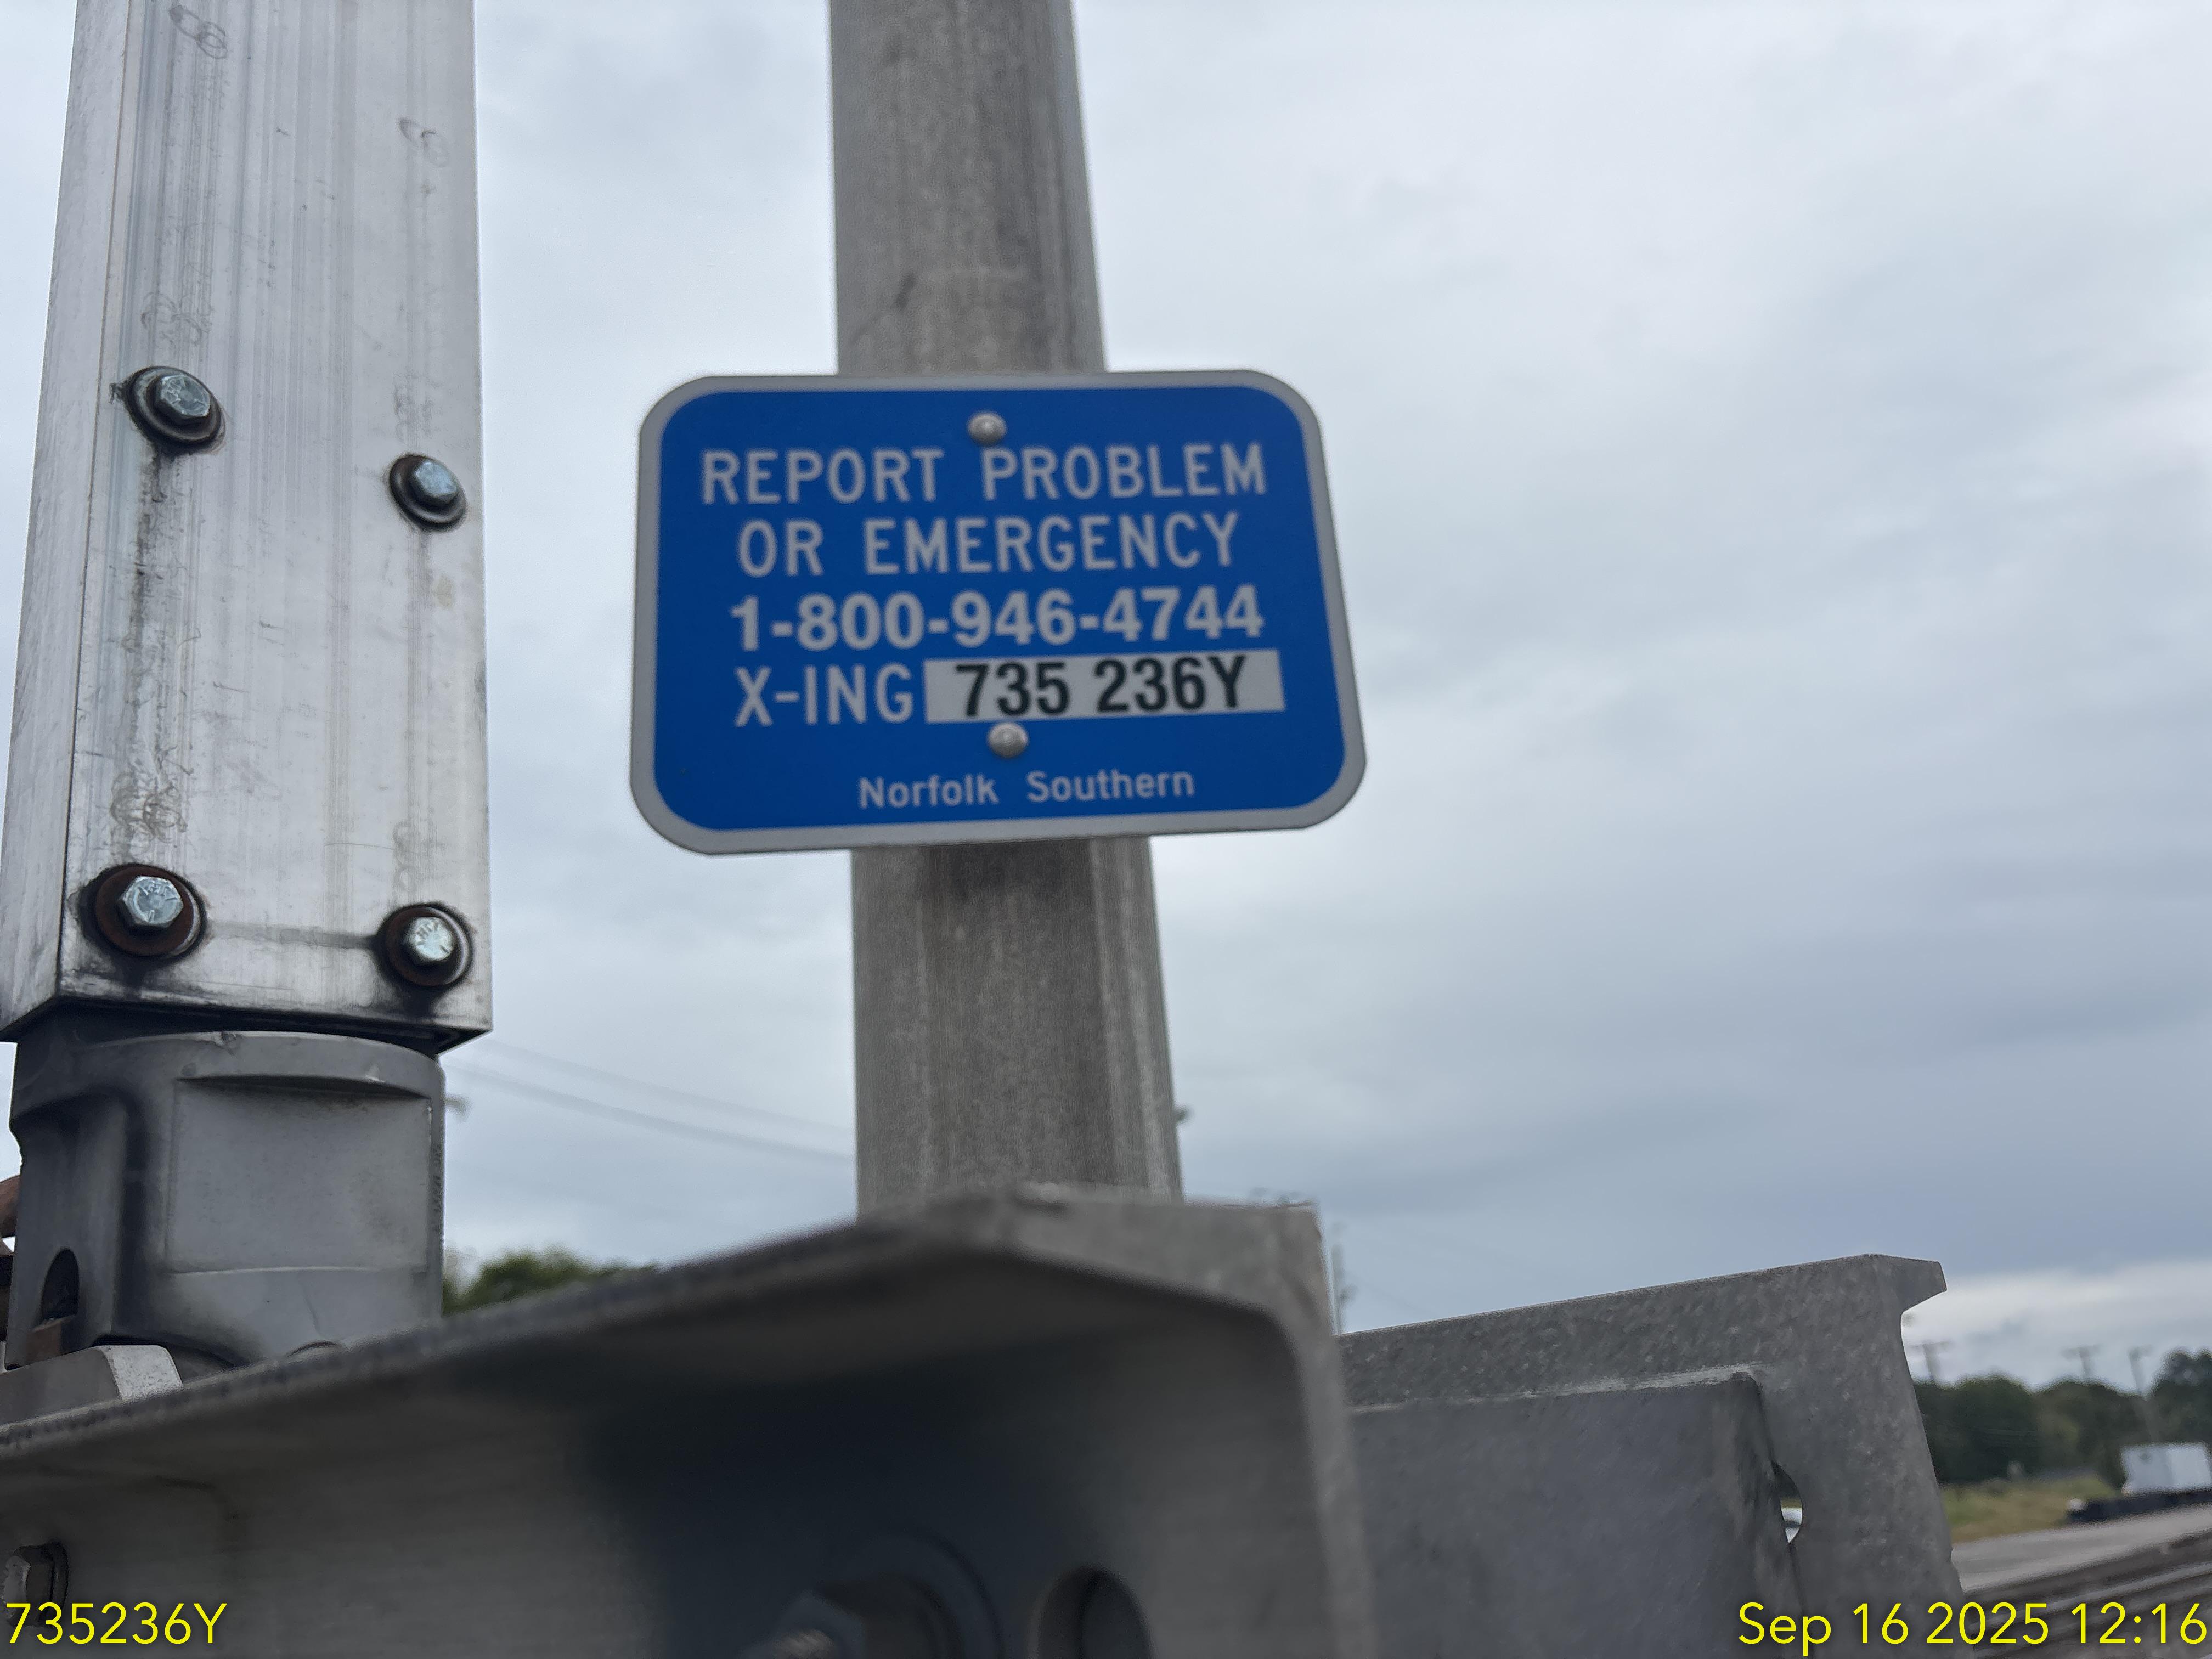 REPORT PROBLEM
OR EMERGENCY
1-800-946-4744
X-ING 735 236Y
Norfolk Southern
735236Y
Sep 16 2025 12:16